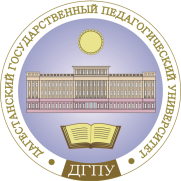 ДАГЕСТАНСКИЙ ГОСУДАРСТВЕННЫЙ ПЕДАГОГИЧЕСКИЙ УНИВЕРСИТЕТ
ДГПУ